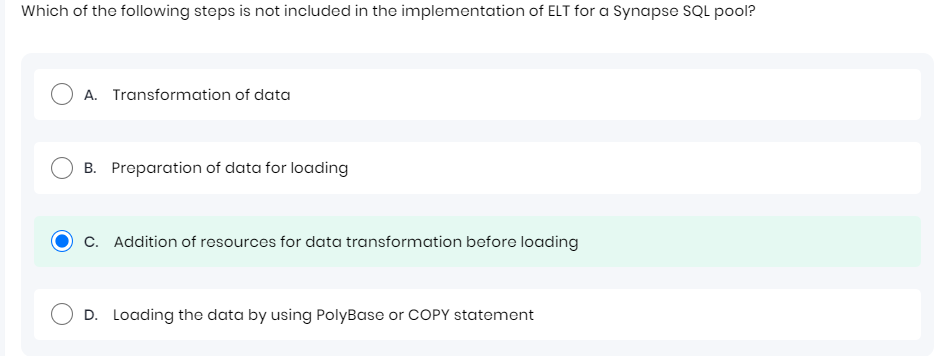 Which of the following steps is not included in the implementation of ELT for a Synapse SQL pool?
A. Transformation of data
B. Preparation of data for loading
C. Addition of resources for data transformation before loading
D. Loading the data by using PolyBase or COPY statement